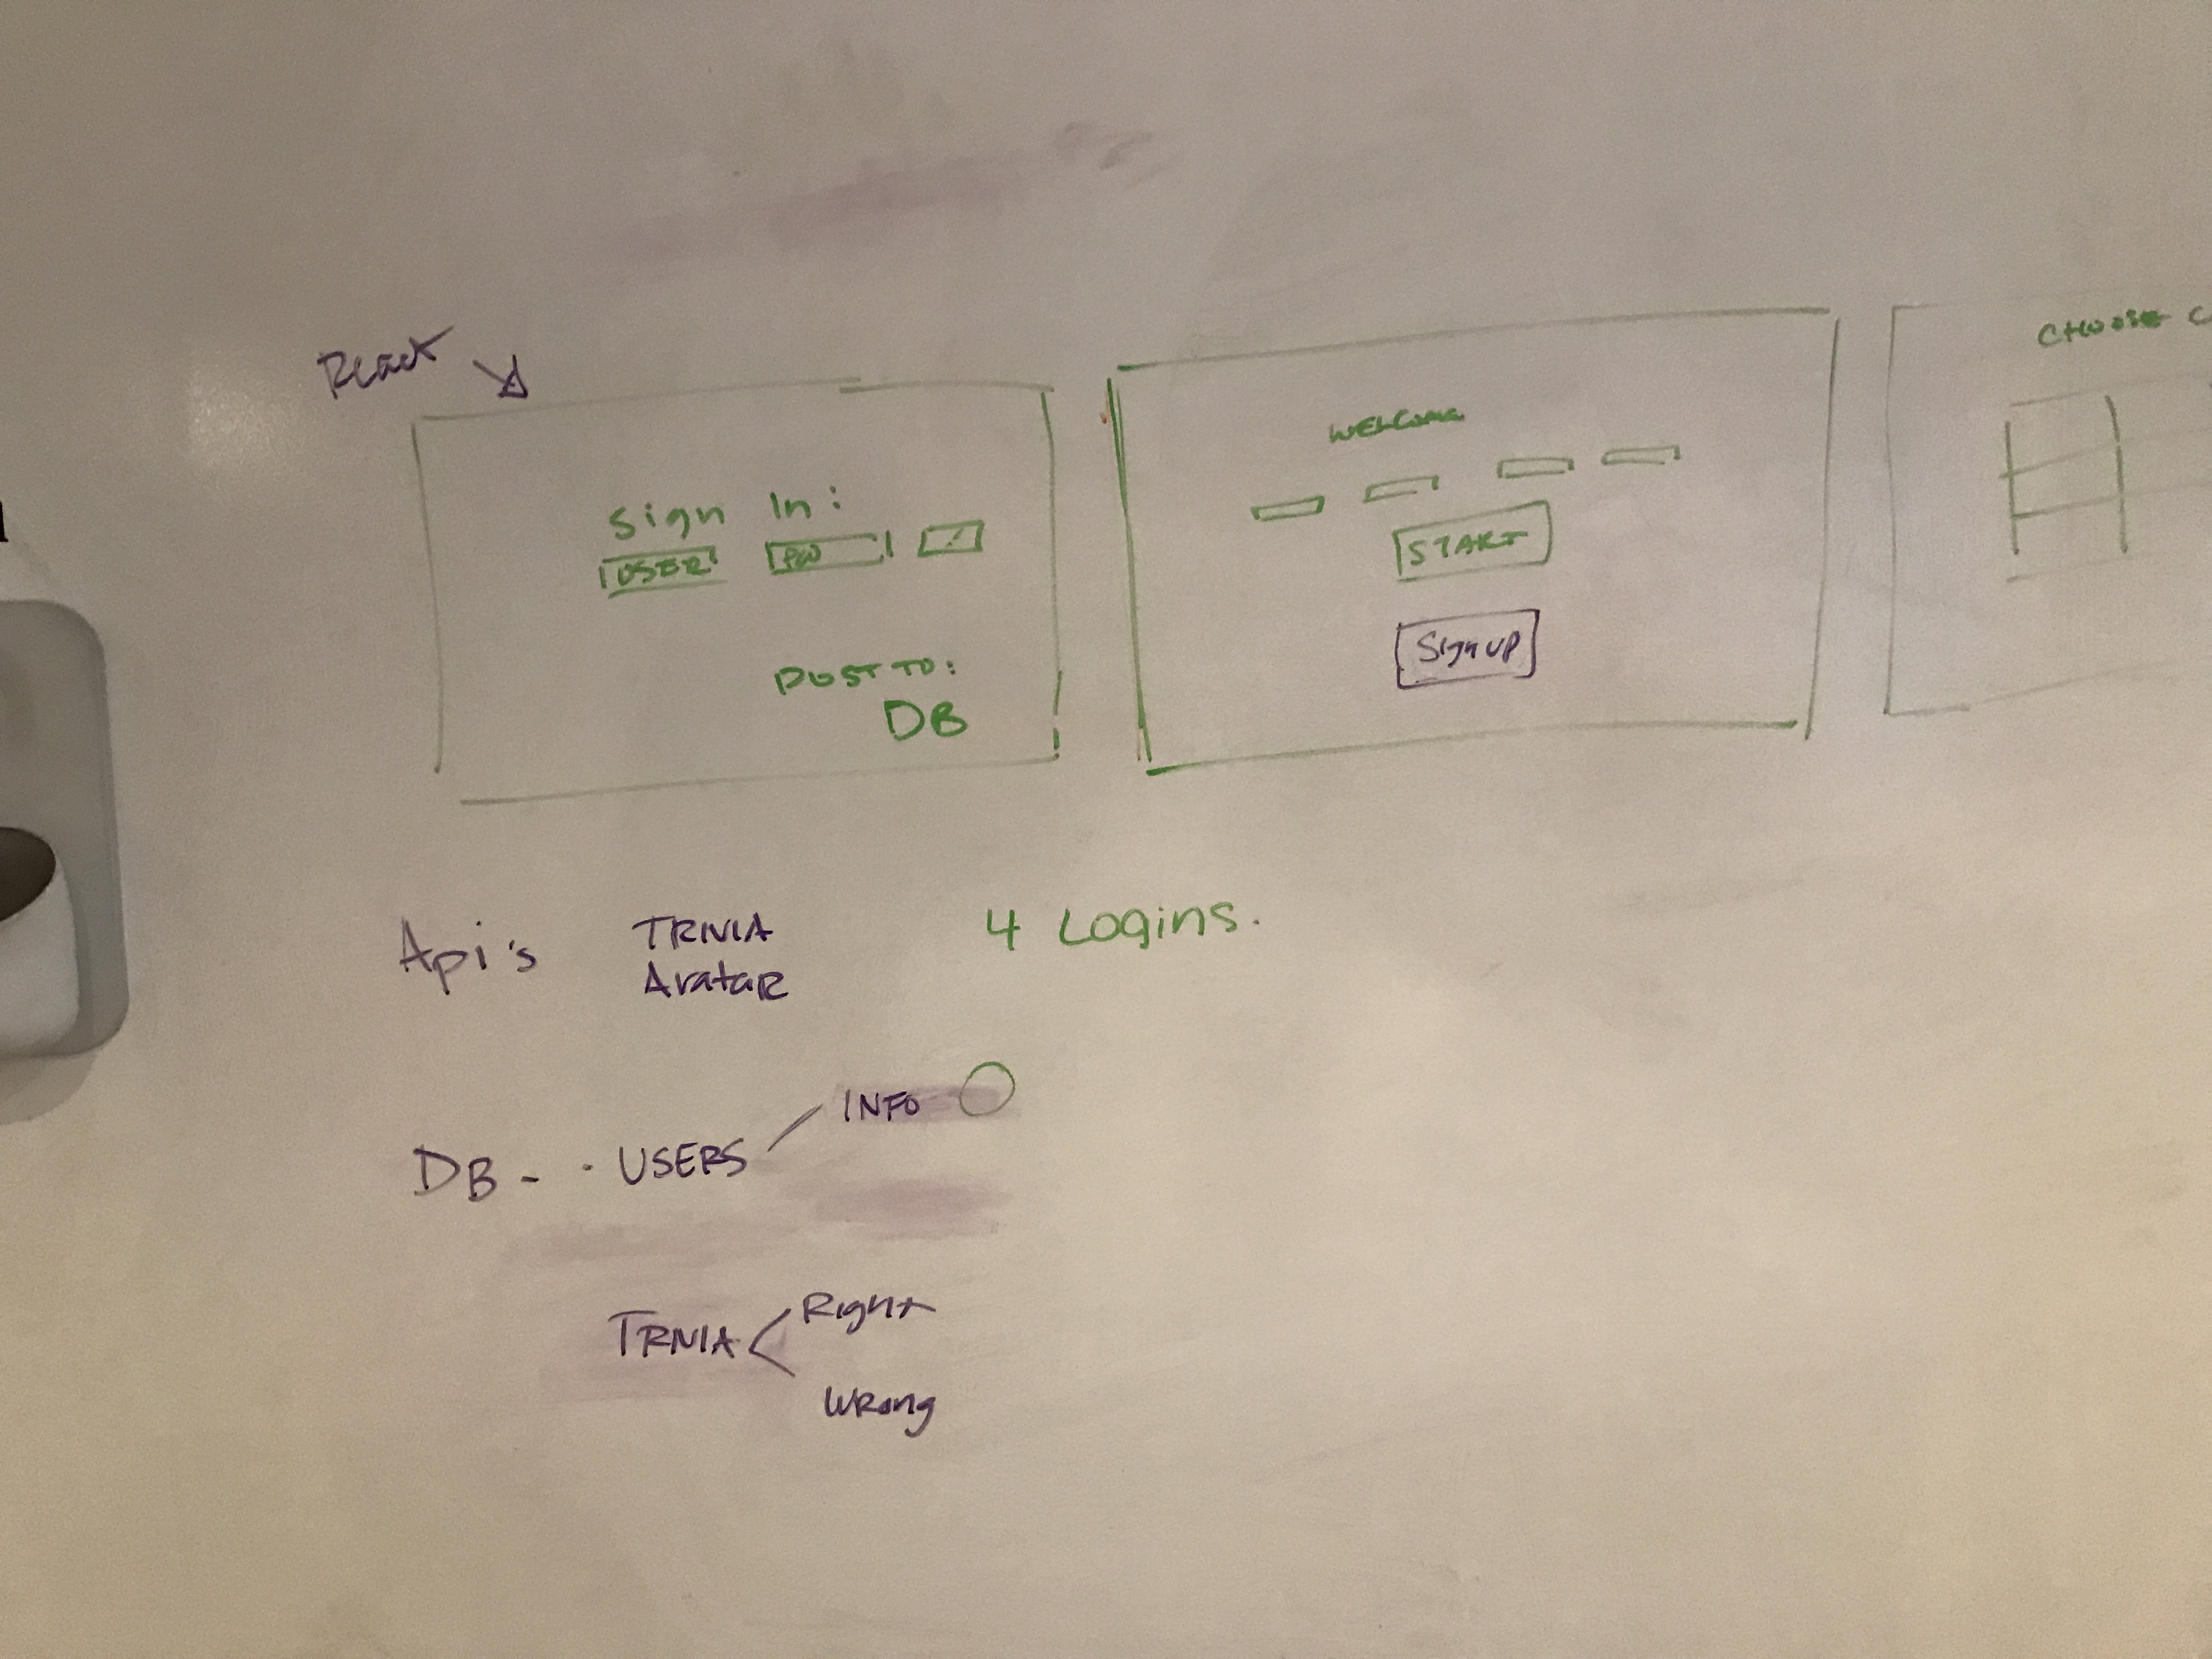 React
Sign In:
USER PW
POST TO:
DB
WELCOME
START
Sign up
CHOOSE C
Api's TRIVIA 4 Logins.
Avatar
DB - · USERS INFO
TRIVIA Right
Wrong